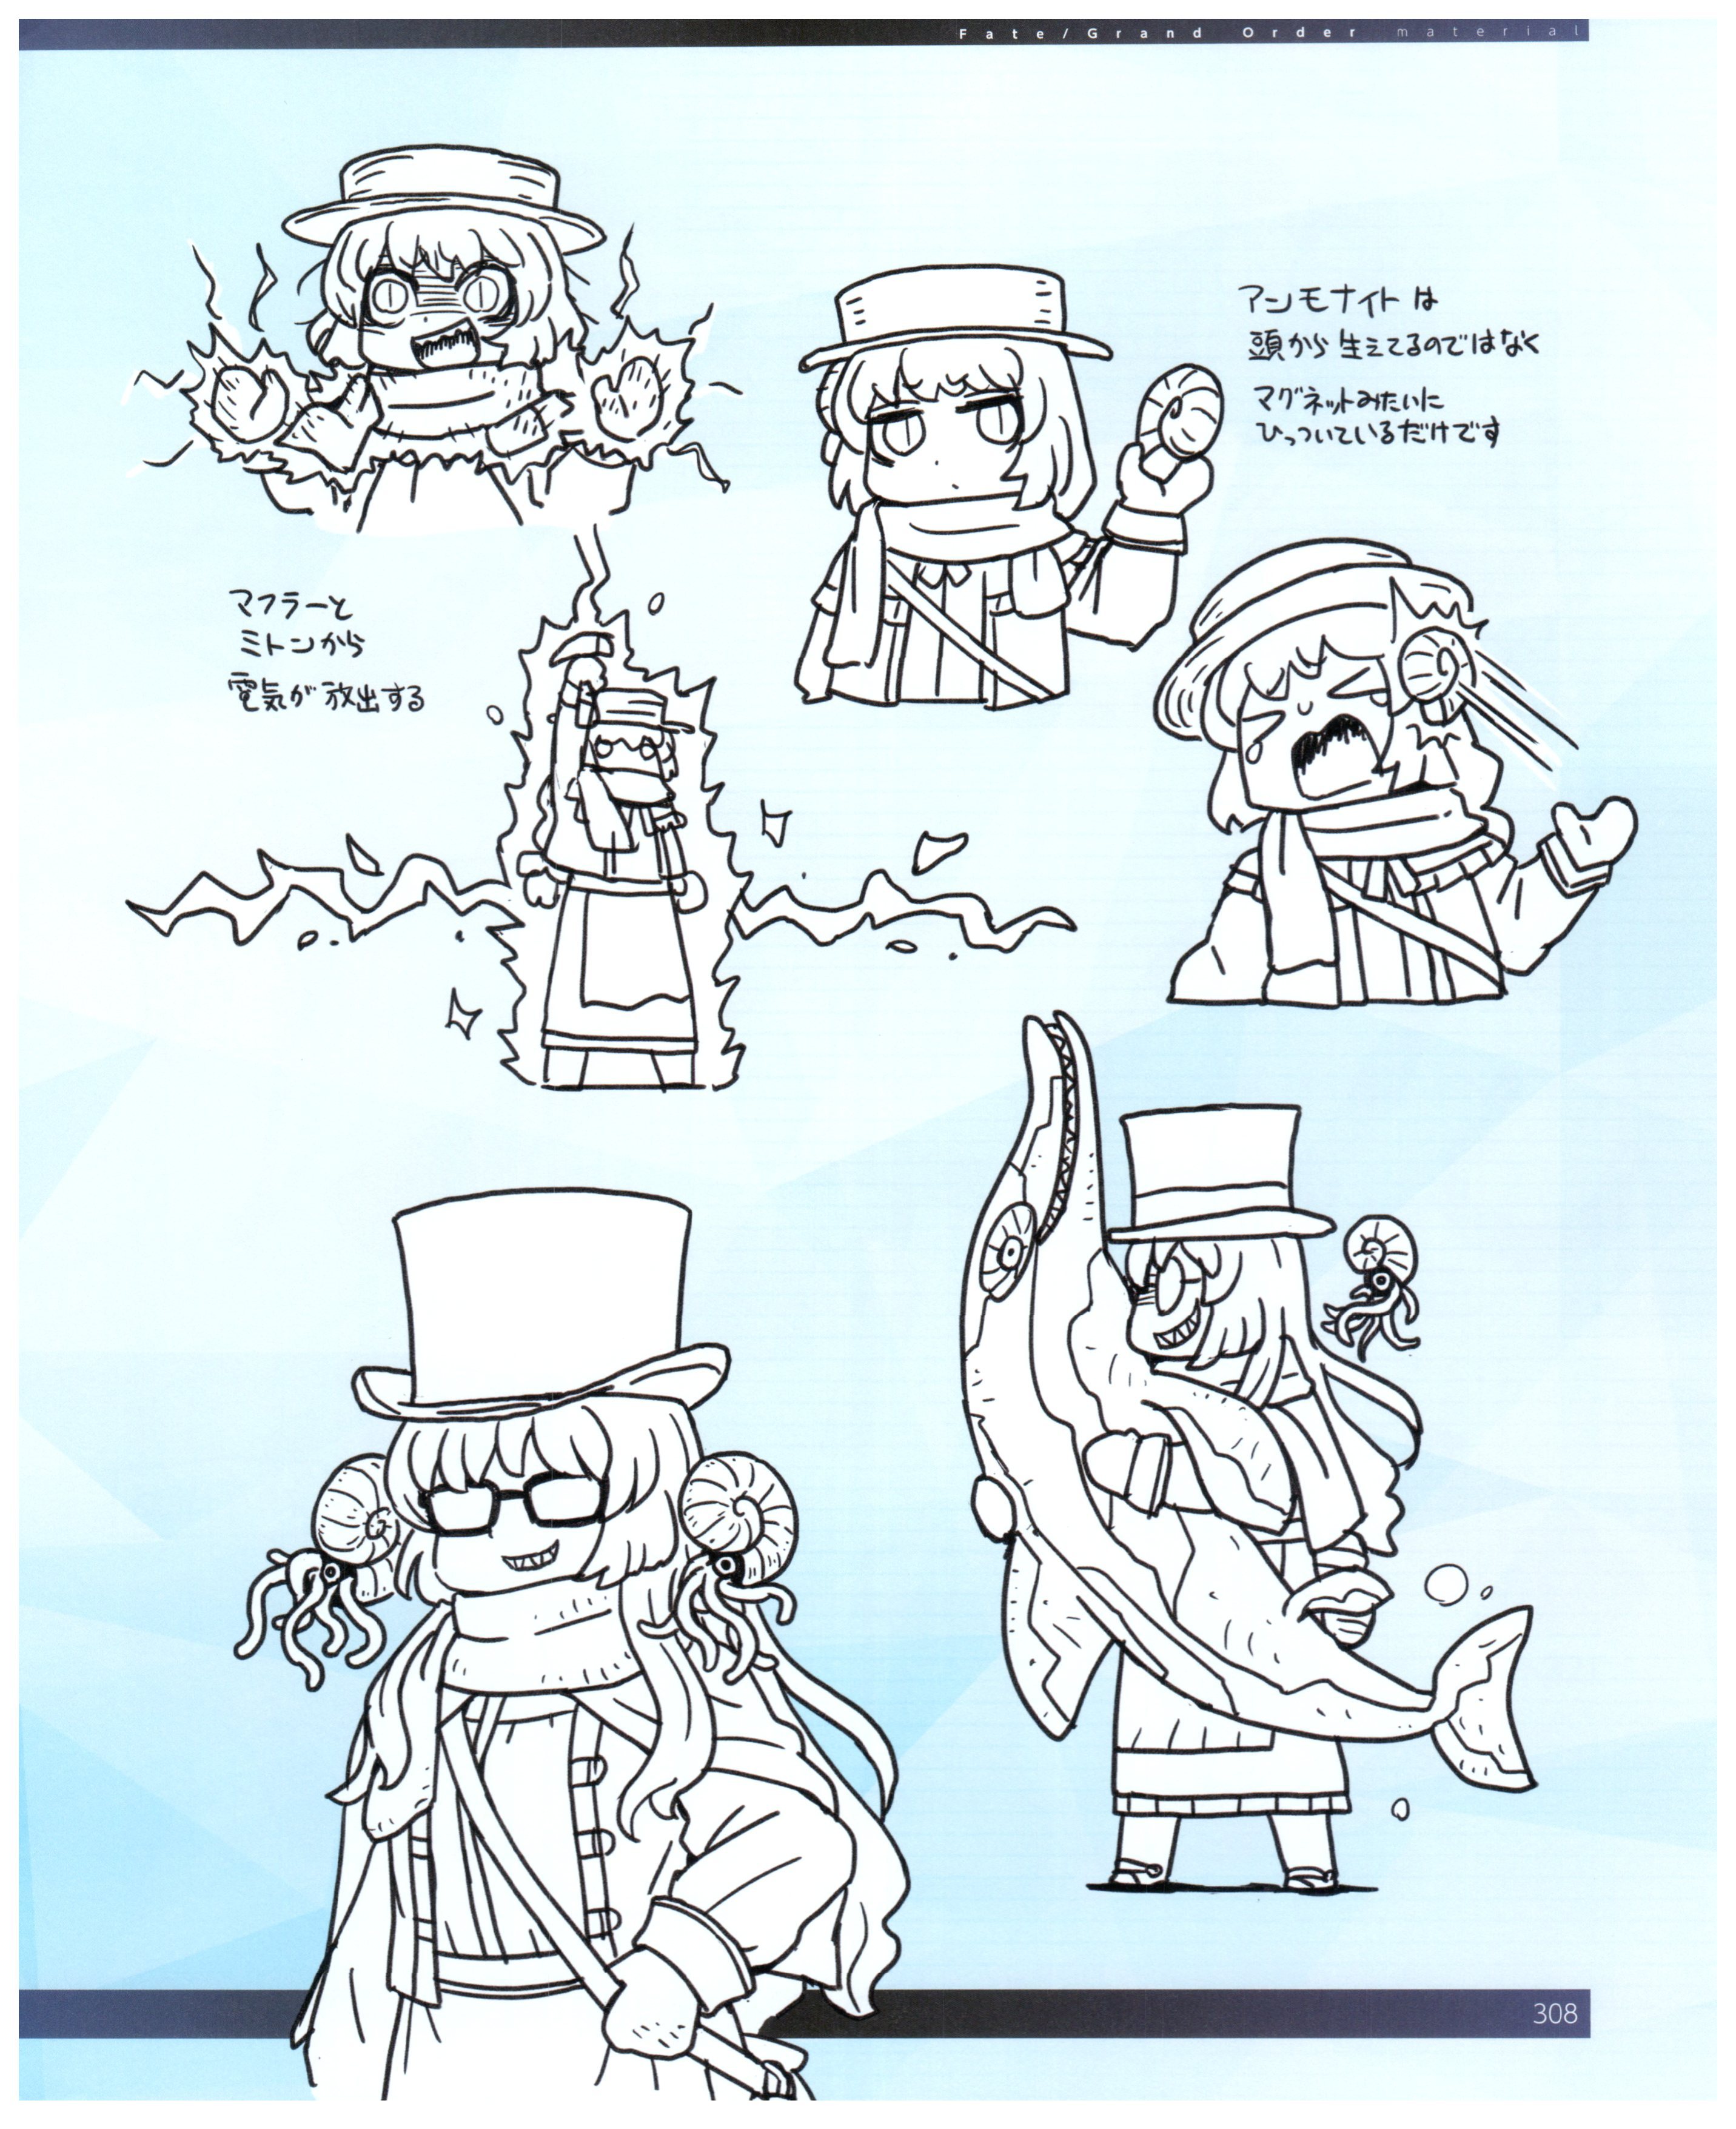 Fate/Grand Order material
アンモナイトは
頭から生えてるのではなく
マグネットみたいに
ひっついているだけです
マフラーと
ミトンから
電気が放出する
308